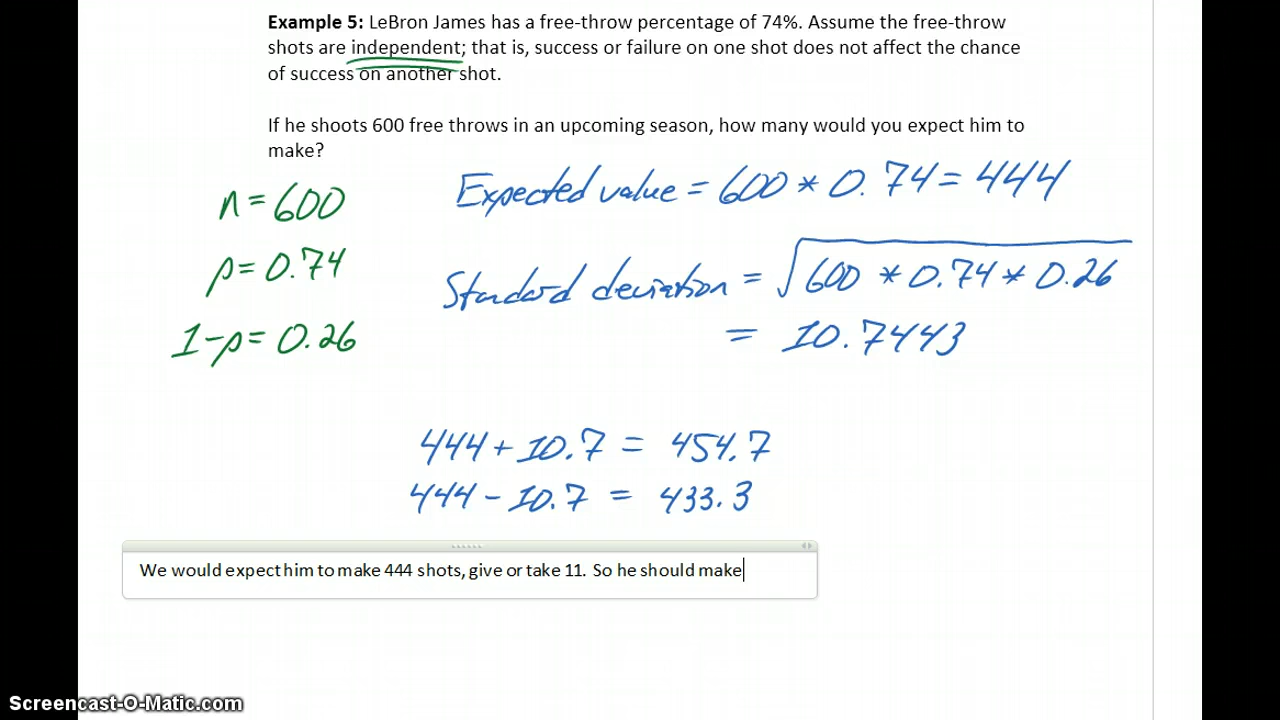 Example 5: LeBron James has a free-throw percentage of 74%. Assume the free-throw
shots are independent; that is, success or failure on one shot does not affect the chance
of success on another shot.
If he shoots 600 free throws in an upcoming season, how many would you expect him to
make?
n = 600
p = 0.74
1-p = 0.26
Expected value = 600 * 0.74 = 444
Standard deviation = √600 * 0.74 * 0.26
= 10.7443
444 + 10.7 = 454.7
444 - 10.7 = 433.3
We would expect him to make 444 shots, give or take 11. So he should make
Screencast-O-Matic.com